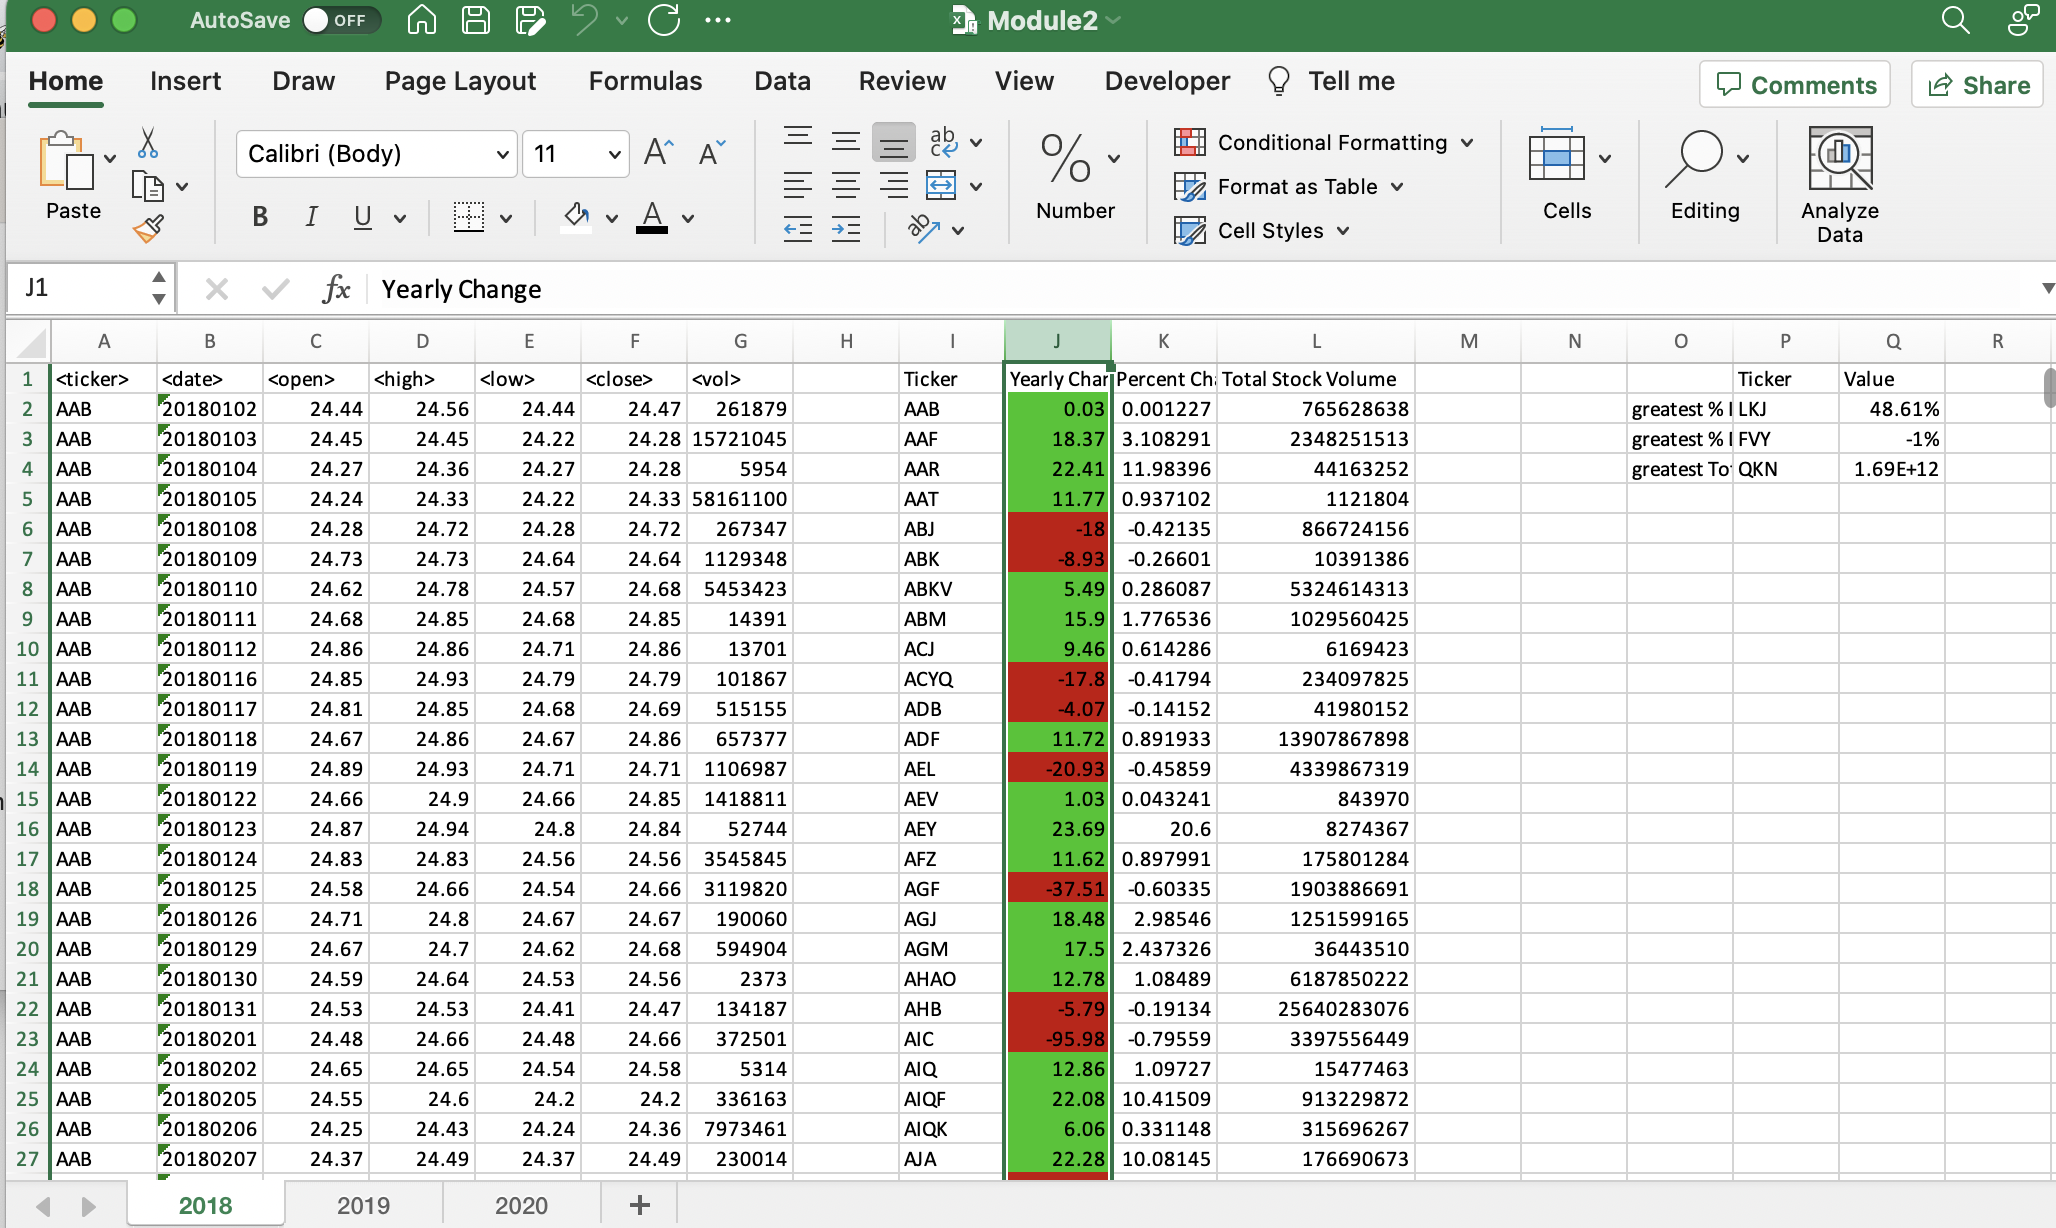 AutoSave OFF Module2
Home Insert Draw Page Layout Formulas Data Review View Developer Tell me Comments Share
Paste Calibri (Body) 11 A A ab c Number Conditional Formatting Format as Table Cell Styles Cells Editing Analyze Data
B I U A ab
J1 fx Yearly Change
A B C D E F G H I J K L M N O P Q R
1 <ticker> <date> <open> <high> <low> <close> <vol> Ticker Yearly Char Percent Ch Total Stock Volume Ticker Value
2 AAB 20180102 24.44 24.56 24.44 24.47 261879 AAB 0.03 0.001227 765628638 greatest % I LKJ 48.61%
3 AAB 20180103 24.45 24.45 24.22 24.28 15721045 AAF 18.37 3.108291 2348251513 greatest % I FVY -1%
4 AAB 20180104 24.27 24.36 24.27 24.28 5954 AAR 22.41 11.98396 44163252 greatest To QKN 1.69E+12
5 AAB 20180105 24.24 24.33 24.22 24.33 58161100 AAT 11.77 0.937102 1121804
6 AAB 20180108 24.28 24.72 24.28 24.72 267347 ABJ -18 -0.42135 866724156
7 AAB 20180109 24.73 24.73 24.64 24.64 1129348 ABK -8.93 -0.26601 10391386
8 AAB 20180110 24.62 24.78 24.57 24.68 5453423 ABKV 5.49 0.286087 5324614313
9 AAB 20180111 24.68 24.85 24.68 24.85 14391 ABM 15.9 1.776536 1029560425
10 AAB 20180112 24.86 24.86 24.71 24.86 13701 ACJ 9.46 0.614286 6169423
11 AAB 20180116 24.85 24.93 24.79 24.79 101867 ACYQ -17.8 -0.41794 234097825
12 AAB 20180117 24.81 24.85 24.68 24.69 515155 ADB -4.07 -0.14152 41980152
13 AAB 20180118 24.67 24.86 24.67 24.86 657377 ADF 11.72 0.891933 13907867898
14 AAB 20180119 24.89 24.93 24.71 24.71 1106987 AEL -20.93 -0.45859 4339867319
15 AAB 20180122 24.66 24.9 24.66 24.85 1418811 AEV 1.03 0.043241 843970
16 AAB 20180123 24.87 24.94 24.8 24.84 52744 AEY 23.69 20.6 8274367
17 AAB 20180124 24.83 24.83 24.56 24.56 3545845 AFZ 11.62 0.897991 175801284
18 AAB 20180125 24.58 24.66 24.54 24.66 3119820 AGF -37.51 -0.60335 1903886691
19 AAB 20180126 24.71 24.8 24.67 24.67 190060 AGJ 18.48 2.98546 1251599165
20 AAB 20180129 24.67 24.7 24.62 24.68 594904 AGM 17.5 2.437326 36443510
21 AAB 20180130 24.59 24.64 24.53 24.56 2373 AHAO 12.78 1.08489 6187850222
22 AAB 20180131 24.53 24.53 24.41 24.47 134187 AHB -5.79 -0.19134 25640283076
23 AAB 20180201 24.48 24.66 24.48 24.66 372501 AIC -95.98 -0.79559 3397556449
24 AAB 20180202 24.65 24.65 24.54 24.58 5314 AIQ 12.86 1.09727 15477463
25 AAB 20180205 24.55 24.6 24.2 24.2 336163 AIQF 22.08 10.41509 913229872
26 AAB 20180206 24.25 24.43 24.24 24.36 7973461 AIQK 6.06 0.331148 315696267
27 AAB 20180207 24.37 24.49 24.37 24.49 230014 AJA 22.28 10.08145 176690673
2018 2019 2020 +